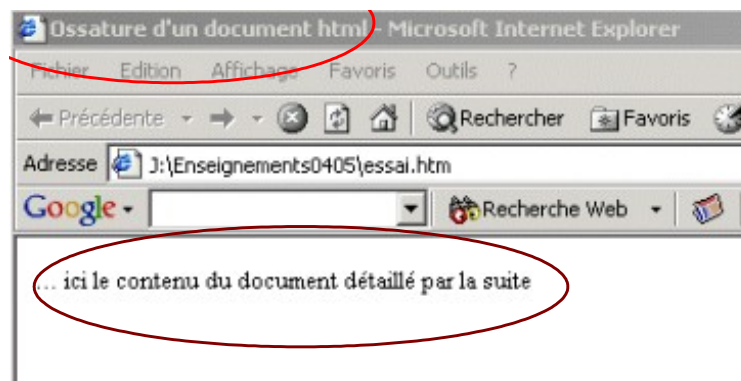 Ossature d'un document html - Microsoft Internet Explorer
Fichier Edition Affichage Favoris Outils ?
Précédente Rechercher Favoris
Adresse J:\Enseignements0405\essai.htm
Google Recherche Web
... ici le contenu du document détaillé par la suite